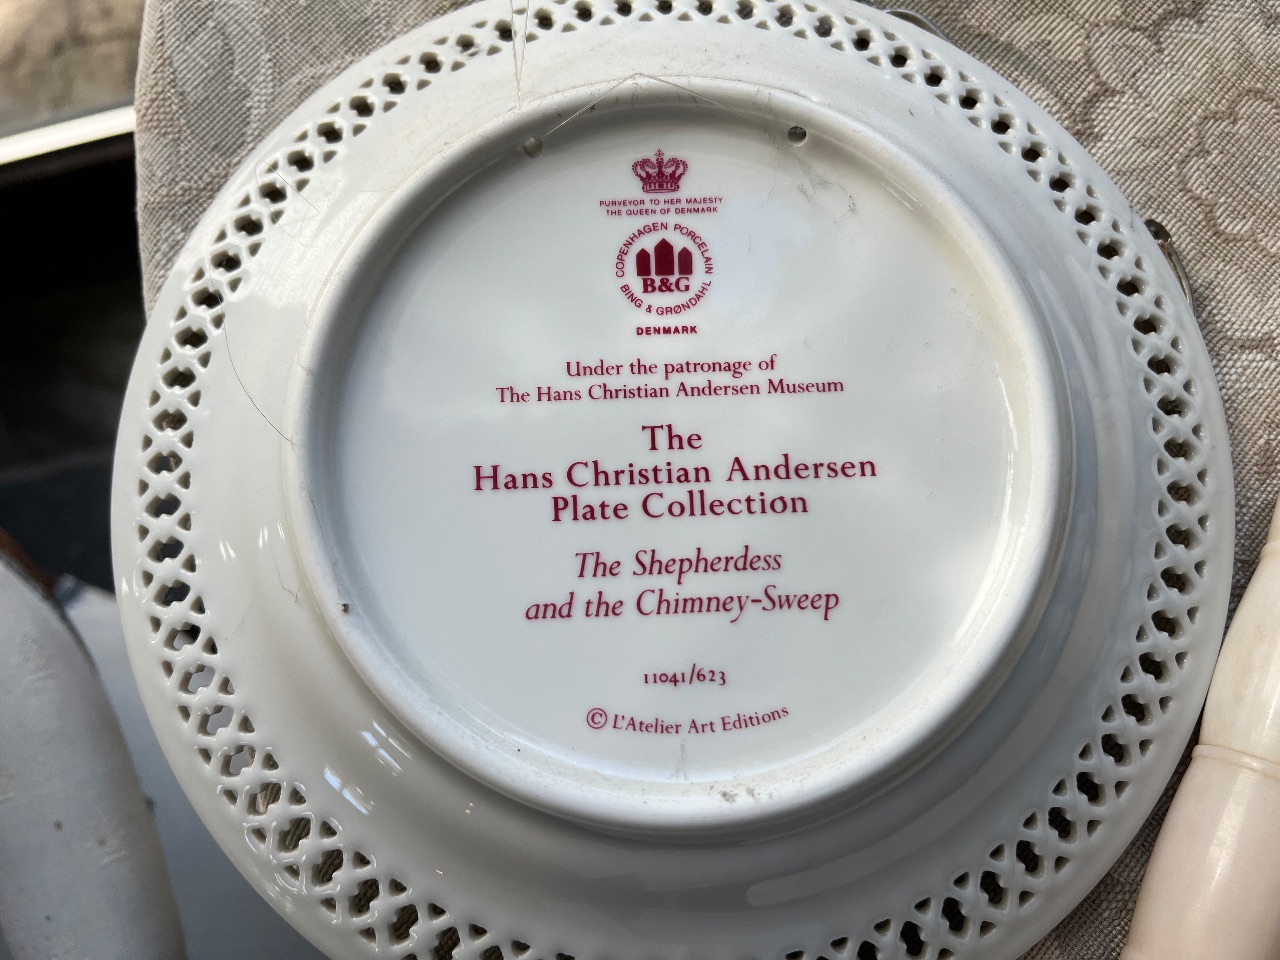 PURVEYOR TO HER MAJESTY
THE QUEEN OF DENMARK
COPENHAGEN PORCELAIN
B&G
BING & GRØNDAHL
DENMARK
Under the patronage of
The Hans Christian Andersen Museum
The
Hans Christian Andersen
Plate Collection
The Shepherdess
and the Chimney-Sweep
11041/623
© L'Atelier Art Editions